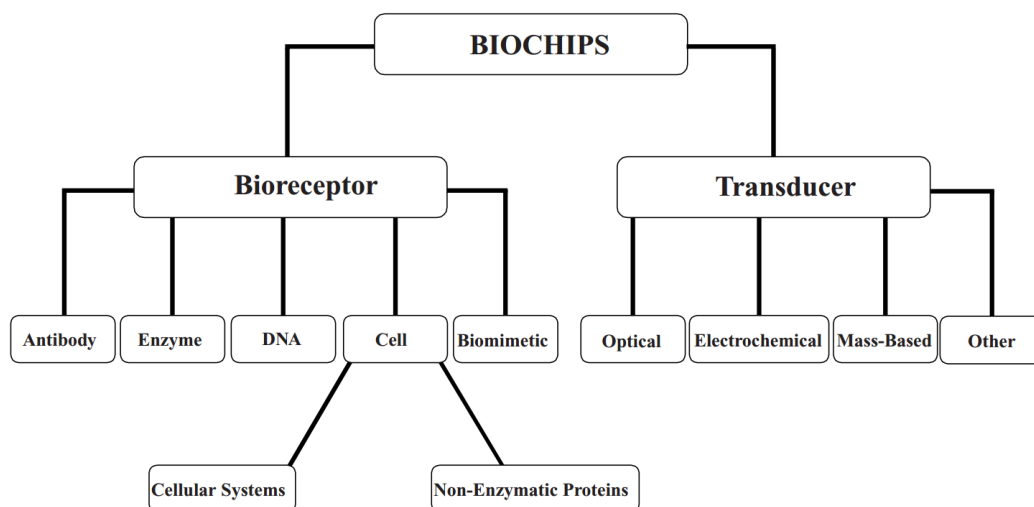 BIOCHIPS
Bioreceptor
Transducer
Antibody
Enzyme
DNA
Cell
Biomimetic
Optical
Electrochemical
Mass-Based
Other
Cellular Systems
Non-Enzymatic Proteins